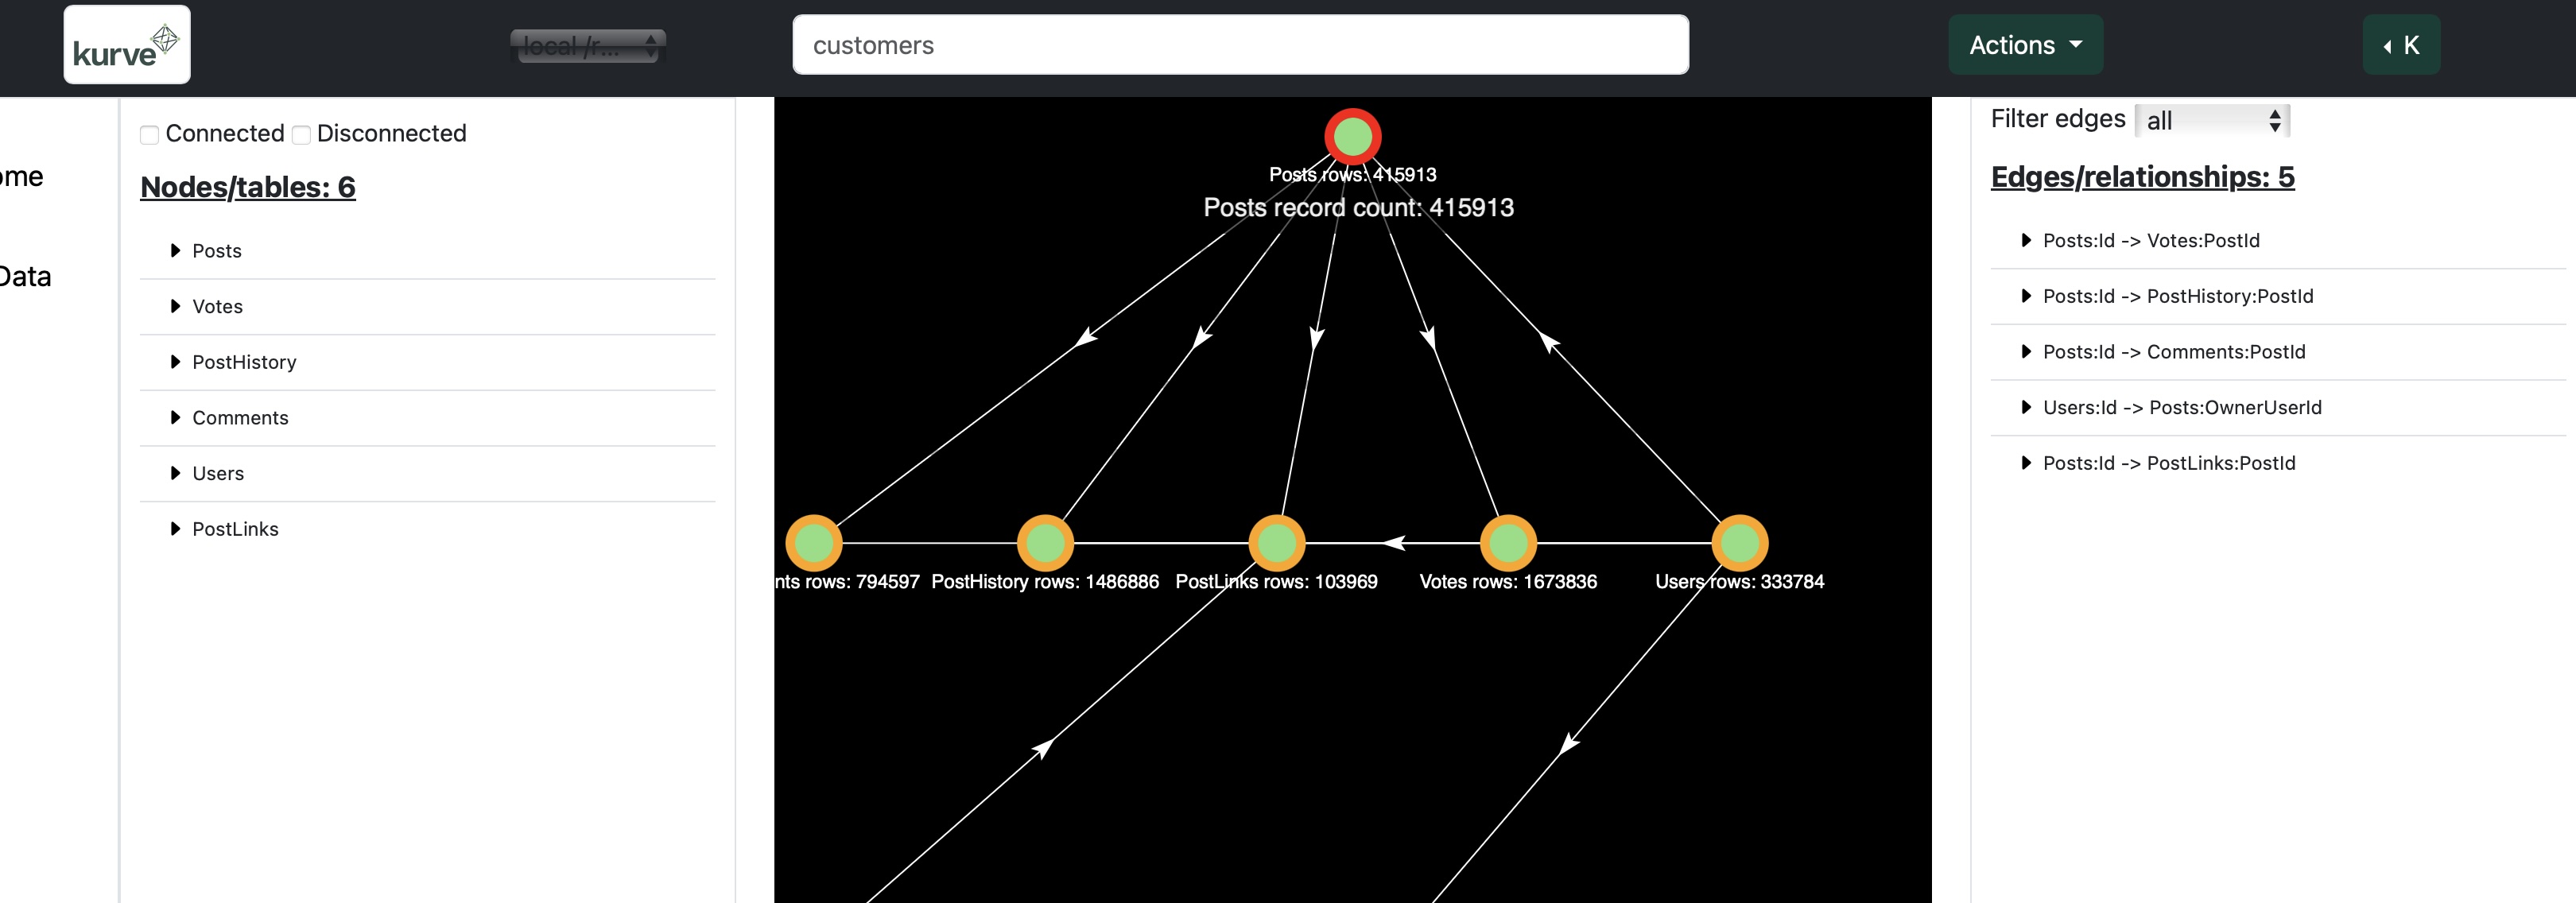 kurve
local /r...
customers
Actions
K
ome
Data
Connected Disconnected
Nodes/tables: 6
Posts
Votes
PostHistory
Comments
Users
PostLinks
Posts rows: 415913
Posts record count: 415913
nts rows: 794597
PostHistory rows: 1486886
PostLinks rows: 103969
Votes rows: 1673836
Users rows: 333784
Filter edges all
Edges/relationships: 5
Posts:Id -> Votes:PostId
Posts:Id -> PostHistory:PostId
Posts:Id -> Comments:PostId
Users:Id -> Posts:OwnerUserId
Posts:Id -> PostLinks:PostId